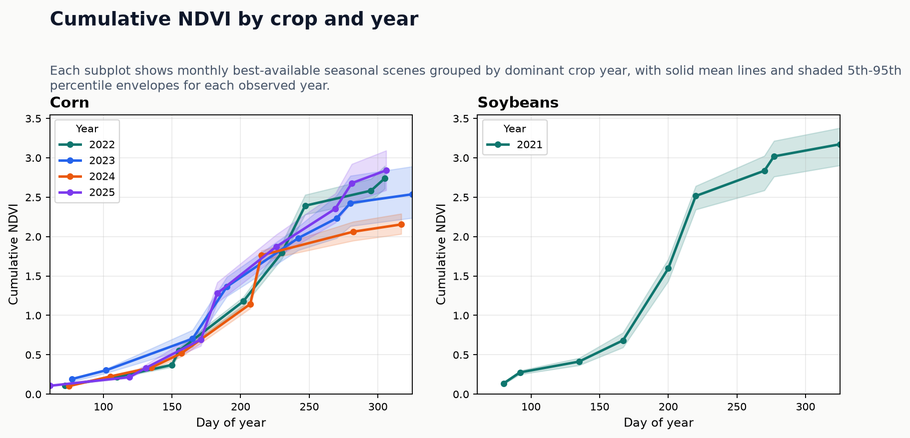 Cumulative NDVI by crop and year
Each subplot shows monthly best-available seasonal scenes grouped by dominant crop year, with solid mean lines and shaded 5th-95th
percentile envelopes for each observed year.
Corn
Year
2022
2023
2024
2025
3.5
3.0
2.5
2.0
1.5
1.0
0.5
0.0
Cumulative NDVI
100
150
200
250
300
Day of year
Soybeans
Year
2021
3.5
3.0
2.5
2.0
1.5
1.0
0.5
0.0
Cumulative NDVI
100
150
200
250
300
Day of year